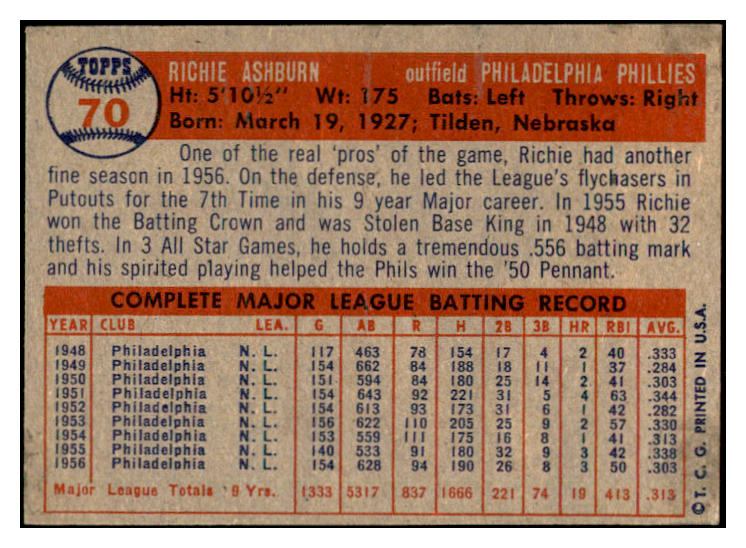 TOPPS
70
RICHIE ASHBURN outfield PHILADELPHIA PHILLIES
Ht: 5'10½" Wt: 175 Bats: Left Throws: Right
Born: March 19, 1927; Tilden, Nebraska
One of the real 'pros' of the game, Richie had another
fine season in 1956. On the defense, he led the League's flychasers in
Putouts for the 7th Time in his 9 year Major career. In 1955 Richie
won the Batting Crown and was Stolen Base King in 1948 with 32
thefts. In 3 All Star Games, he holds a tremendous .556 batting mark
and his spirited playing helped the Phils win the '50 Pennant.
COMPLETE MAJOR LEAGUE BATTING RECORD
YEAR CLUB LEA. G AB R H 2B 3B HR RBI AVG.
1948 Philadelphia N. L. 117 463 78 154 17 4 2 40 .333
1949 Philadelphia N. L. 154 662 84 188 18 11 1 37 .284
1950 Philadelphia N. L. 151 594 84 180 25 14 2 41 .303
1951 Philadelphia N. L. 154 643 92 221 31 5 4 63 .344
1952 Philadelphia N. L. 154 613 93 173 31 6 1 42 .282
1953 Philadelphia N. L. 156 622 110 205 25 9 2 57 .330
1954 Philadelphia N. L. 153 559 111 175 16 8 1 41 .313
1955 Philadelphia N. L. 140 533 91 180 32 9 3 42 .338
1956 Philadelphia N. L. 154 628 94 190 26 8 3 50 .303
Major League Totals 9 Yrs. 1333 5317 837 1666 221 74 19 413 .313
© T. C. G. PRINTED IN U.S.A.